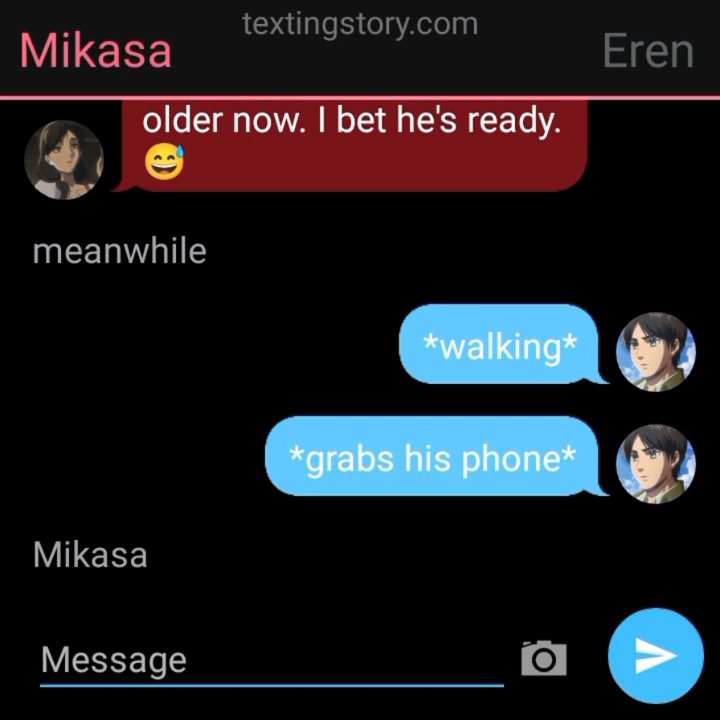 textingstory.com
Mikasa
Eren
older now. I bet he's ready.
😅
meanwhile
*walking*
*grabs his phone*
Mikasa
Message